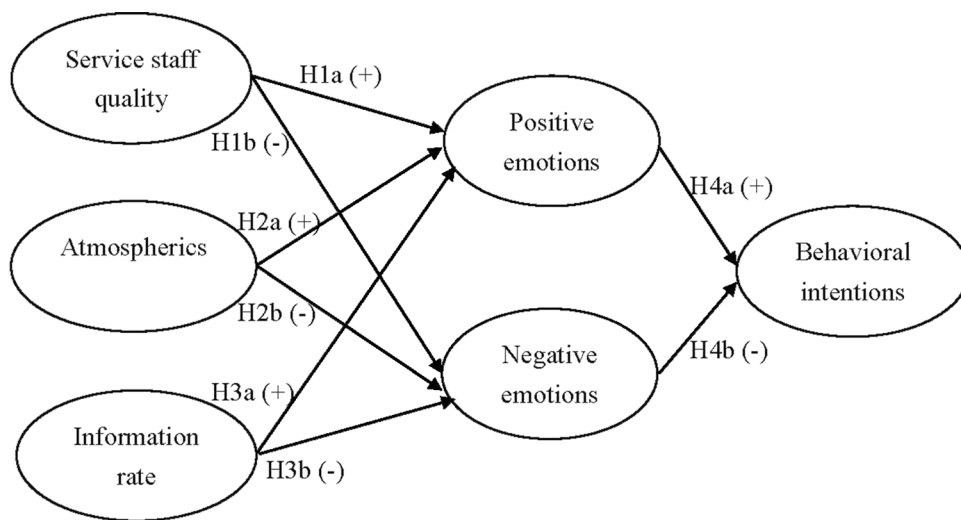 Service staff
quality
H1a (+)
H1b (-)
Positive
emotions
H4a (+)
Atmospherics
H2a (+)
H2b (-)
Behavioral
intentions
Negative
emotions
H4b (-)
H3a (+)
Information
rate
H3b (-)